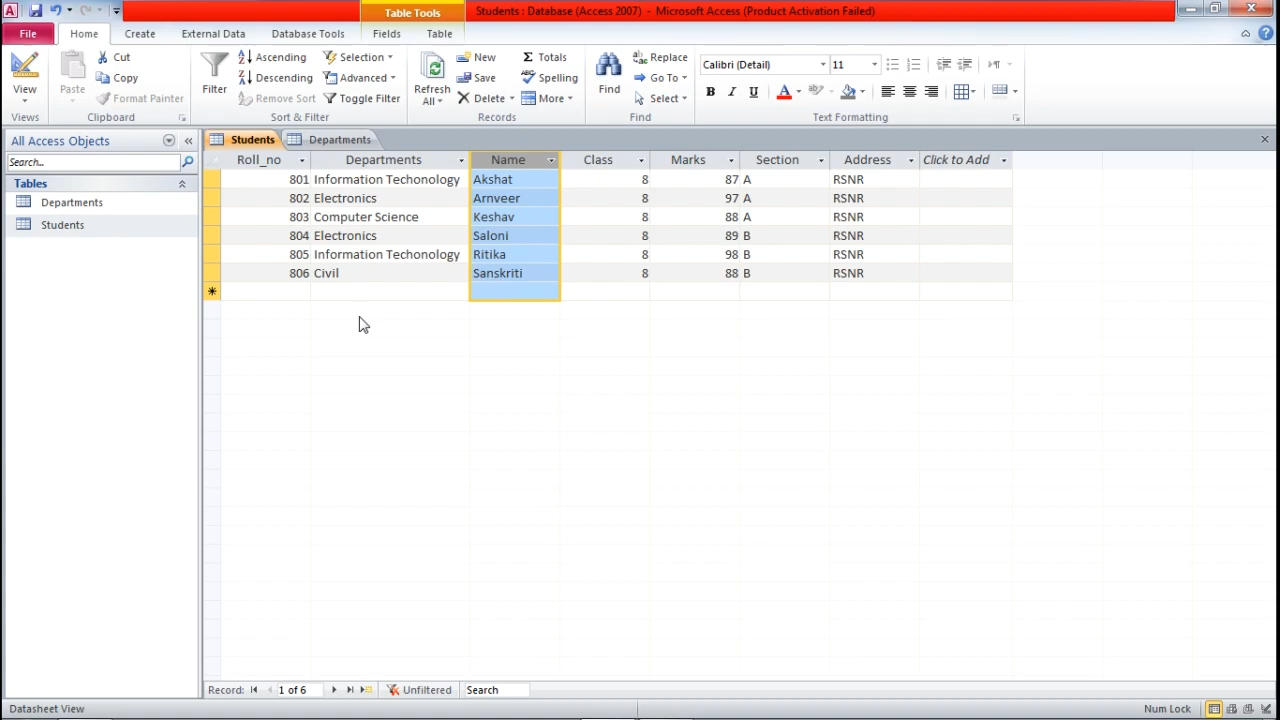 Table Tools
Students : Database (Access 2007) - Microsoft Access (Product Activation Failed)
File Home Create External Data Database Tools Fields Table
View
Views
Paste
Cut
Copy
Format Painter
Clipboard
Filter
Ascending
Descending
Remove Sort
Selection
Advanced
Toggle Filter
Sort & Filter
Refresh
All
New
Save
Delete
Totals
Spelling
More
Records
Find
Replace
Go To
Select
Find
Calibri (Detail) 11
B I U A ab
Text Formatting
All Access Objects
Search...
Tables
Departments
Students
Students Departments
Roll_no Departments Name Class Marks Section Address Click to Add
801 Information Techonology Akshat 8 87 A RSNR
802 Electronics Arnveer 8 97 A RSNR
803 Computer Science Keshav 8 88 A RSNR
804 Electronics Saloni 8 89 B RSNR
805 Information Techonology Ritika 8 98 B RSNR
806 Civil Sanskriti 8 88 B RSNR
Record: 1 of 6 Unfiltered Search
Datasheet View Num Lock